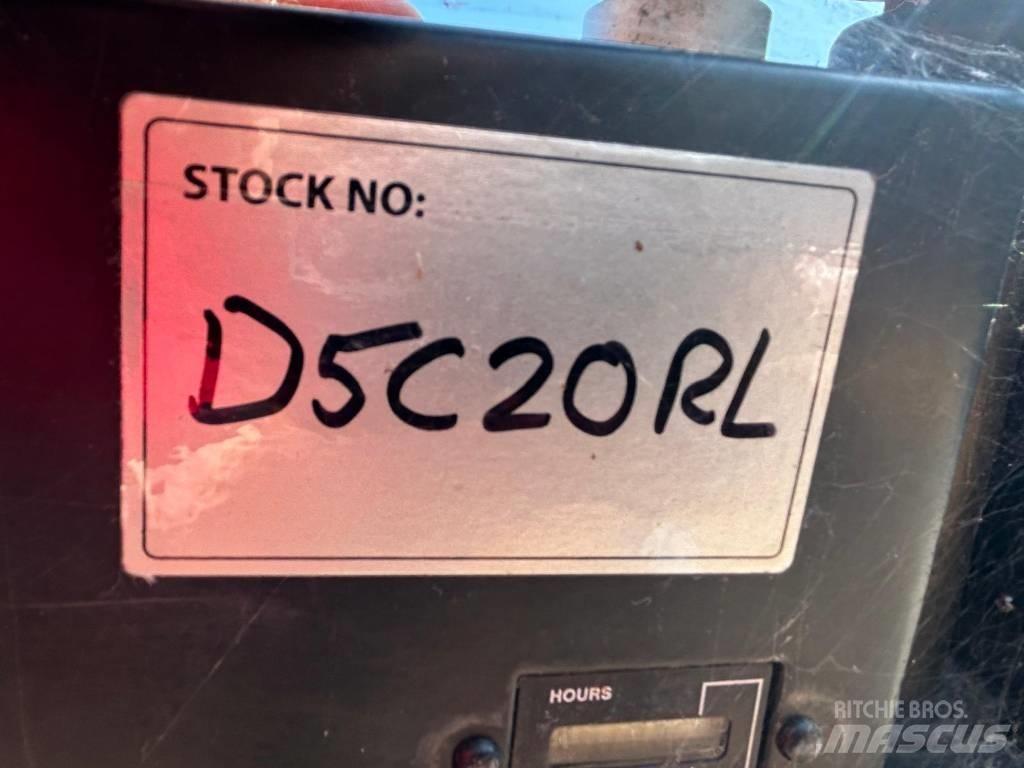 STOCK NO:
D5C20RL
HOURS
RITCHIE BROS.
MASCUS